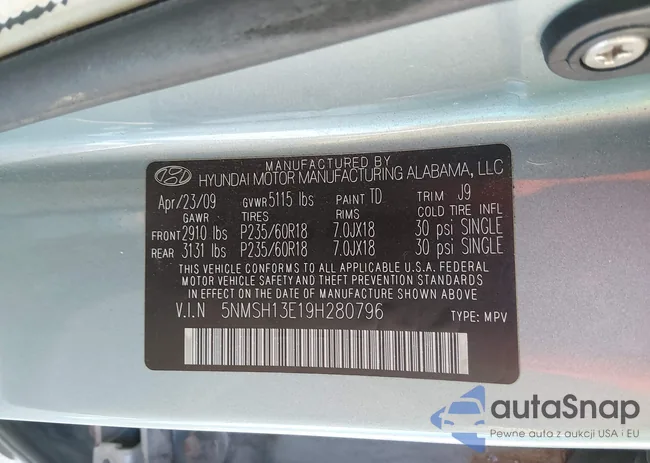 MANUFACTURED BY
HYUNDAI MOTOR MANUFACTURING ALABAMA, LLC
Apr/23/09 GVWR 5115 lbs PAINT TD TRIM J9
GAWR TIRES RIMS COLD TIRE INFL
FRONT 2910 lbs P235/60R18 7.0JX18 30 psi SINGLE
REAR 3131 lbs P235/60R18 7.0JX18 30 psi SINGLE
THIS VEHICLE CONFORMS TO APPLICABLE U.S.A. FEDERAL
MOTOR VEHICLE SAFETY AND THEFT PREVENTION STANDARDS
IN EFFECT ON THE DATE OF MANUFACTURE SHOWN ABOVE.
V.I.N 5NMSH13E19H280796 TYPE: MPV
autaSnap
Pewne auta z aukcji USA i EU